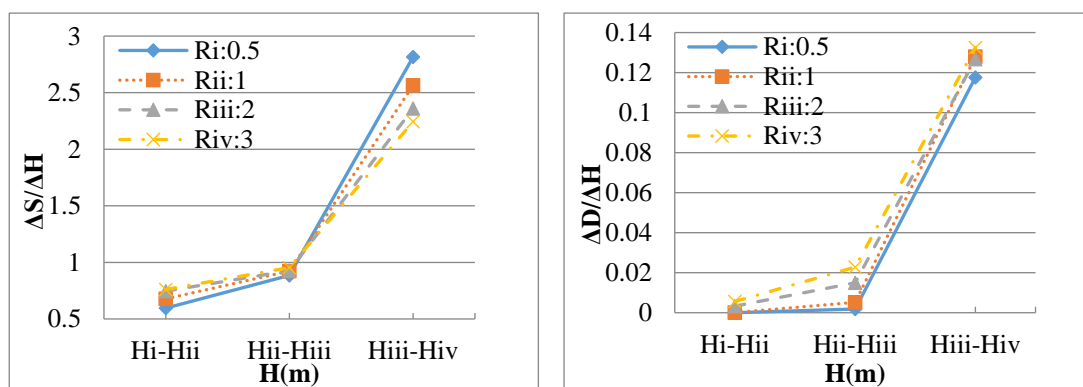 3
2.5
2
1.5
1
0.5
ΔS/ΔH
Ri:0.5
Rii:1
Riii:2
Riv:3
Hi-Hii
Hii-Hiii
Hiii-Hiv
H(m)
0.14
0.12
0.1
0.08
0.06
0.04
0.02
0
ΔD/ΔH
Ri:0.5
Rii:1
Riii:2
Riv:3
Hi-Hii
Hii-Hiii
Hiii-Hiv
H(m)